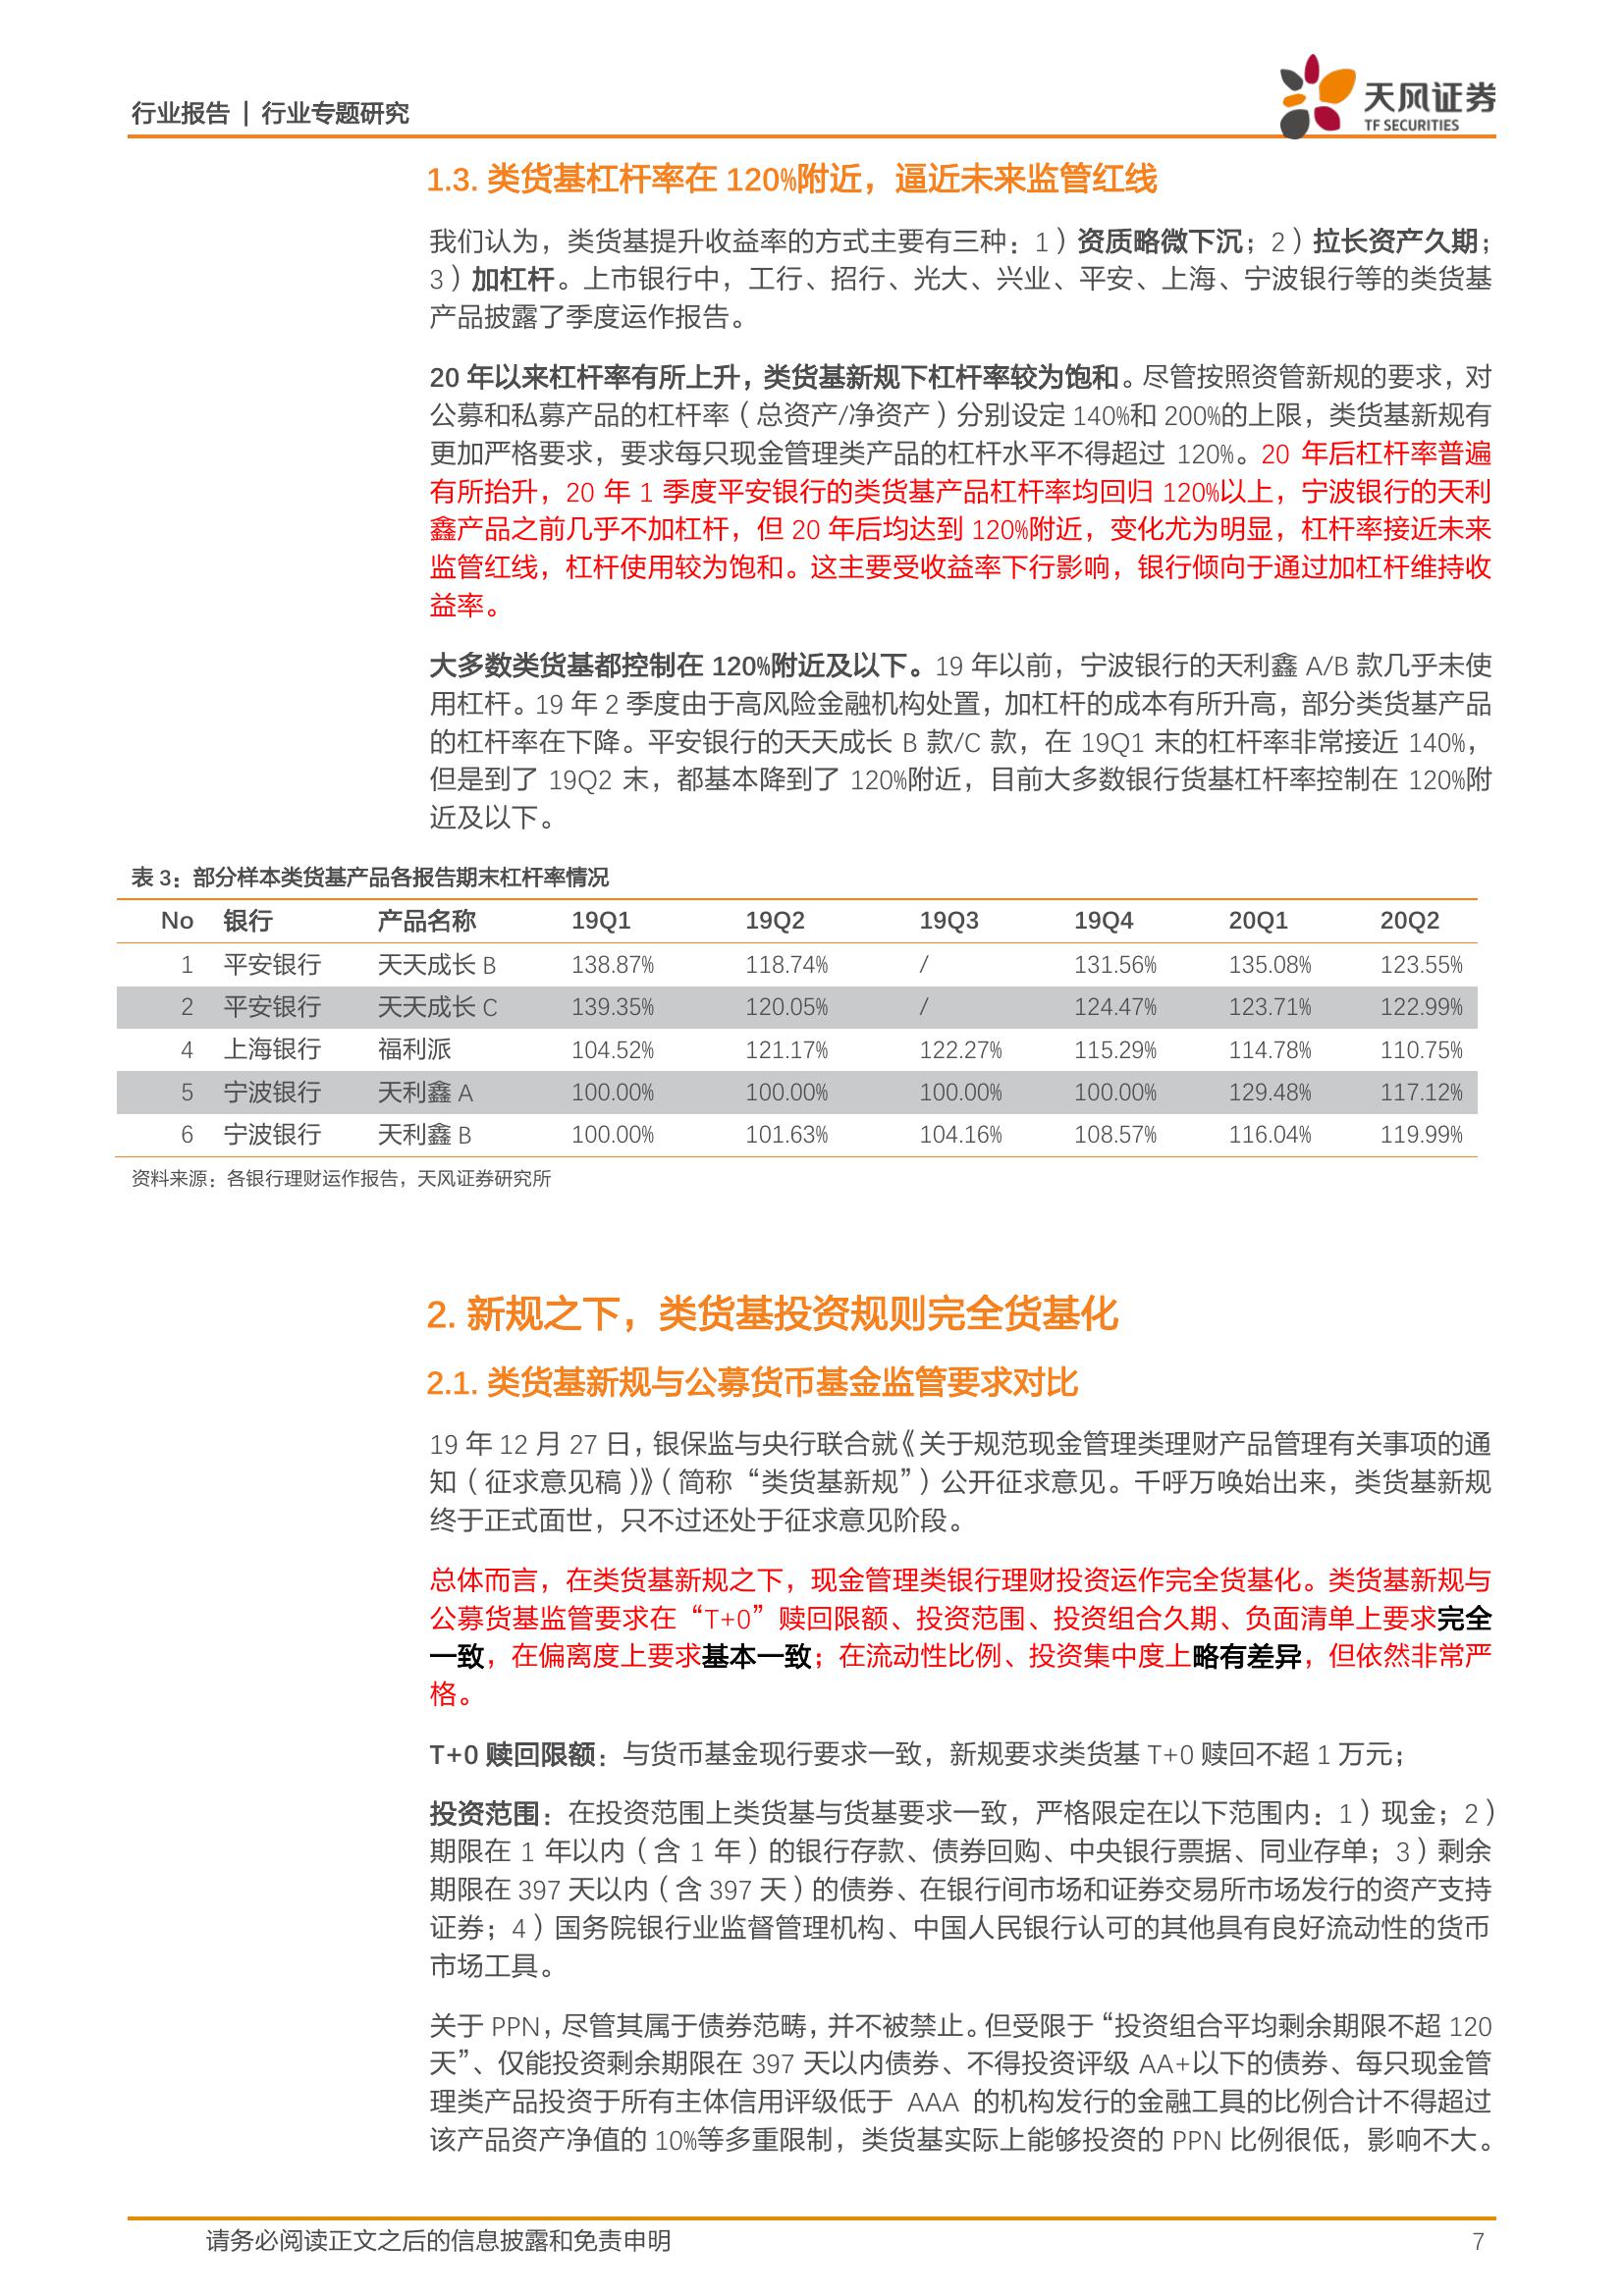 行业报告 | 行业专题研究
天风证券
TF SECURITIES
1.3. 类货基杠杆率在 120%附近，逼近未来监管红线
我们认为，类货基提升收益率的方式主要有三种：1）资质略微下沉；2）拉长资产久期；
3）加杠杆。上市银行中，工行、招行、光大、兴业、平安、上海、宁波银行等的类货基
产品披露了季度运作报告。
20 年以来杠杆率有所上升，类货基新规下杠杆率较为饱和。尽管按照资管新规的要求，对
公募和私募产品的杠杆率（总资产/净资产）分别设定 140%和 200%的上限，类货基新规有
更加严格要求，要求每只现金管理类产品的杠杆水平不得超过 120%。20 年后杠杆率普遍
有所抬升，20 年 1 季度平安银行的类货基产品杠杆率均回归 120%以上，宁波银行的天利
鑫产品之前几乎不加杠杆，但 20 年后均达到 120%附近，变化尤为明显，杠杆率接近未来
监管红线，杠杆使用较为饱和。这主要受收益率下行影响，银行倾向于通过加杠杆维持收
益率。
大多数类货基都控制在 120%附近及以下。19 年以前，宁波银行的天利鑫 A/B 款几乎未使
用杠杆。19 年 2 季度由于高风险金融机构处置，加杠杆的成本有所升高，部分类货基产品
的杠杆率在下降。平安银行的天天成长 B 款/C 款，在 19Q1 末的杠杆率非常接近 140%，
但是到了 19Q2 末，都基本降到了 120%附近，目前大多数银行货基杠杆率控制在 120%附
近及以下。
表 3：部分样本类货基产品各报告期末杠杆率情况
No 银行 产品名称 19Q1 19Q2 19Q3 19Q4 20Q1 20Q2
1 平安银行 天天成长 B 138.87% 118.74% / 131.56% 135.08% 123.55%
2 平安银行 天天成长 C 139.35% 120.05% / 124.47% 123.71% 122.99%
4 上海银行 福利派 104.52% 121.17% 122.27% 115.29% 114.78% 110.75%
5 宁波银行 天利鑫 A 100.00% 100.00% 100.00% 100.00% 129.48% 117.12%
6 宁波银行 天利鑫 B 100.00% 101.63% 104.16% 108.57% 116.04% 119.99%
资料来源：各银行理财运作报告，天风证券研究所
2. 新规之下，类货基投资规则完全货基化
2.1. 类货基新规与公募货币基金监管要求对比
19 年 12 月 27 日，银保监与央行联合就《关于规范现金管理类理财产品管理有关事项的通
知（征求意见稿）》（简称“类货基新规”）公开征求意见。千呼万唤始出来，类货基新规
终于正式面世，只不过还处于征求意见阶段。
总体而言，在类货基新规之下，现金管理类银行理财投资运作完全货基化。类货基新规与
公募货基监管要求在“T+0”赎回限额、投资范围、投资组合久期、负面清单上要求完全
一致，在偏离度上要求基本一致；在流动性比例、投资集中度上略有差异，但依然非常严
格。
T+0 赎回限额：与货币基金现行要求一致，新规要求类货基 T+0 赎回不超 1 万元；
投资范围：在投资范围上类货基与货基要求一致，严格限定在以下范围内：1）现金；2）
期限在 1 年以内（含 1 年）的银行存款、债券回购、中央银行票据、同业存单；3）剩余
期限在 397 天以内（含 397 天）的债券、在银行间市场和证券交易所市场发行的资产支持
证券；4）国务院银行业监督管理机构、中国人民银行认可的其他具有良好流动性的货币
市场工具。
关于 PPN，尽管其属于债券范畴，并不被禁止。但受限于“投资组合平均剩余期限不超 120
天”、仅能投资剩余期限在 397 天以内债券、不得投资评级 AA+以下的债券、每只现金管
理类产品投资于所有主体信用评级低于 AAA 的机构发行的金融工具的比例合计不得超过
该产品资产净值的 10%等多重限制，类货基实际上能够投资的 PPN 比例很低，影响不大。
请务必阅读正文之后的信息披露和免责申明 7